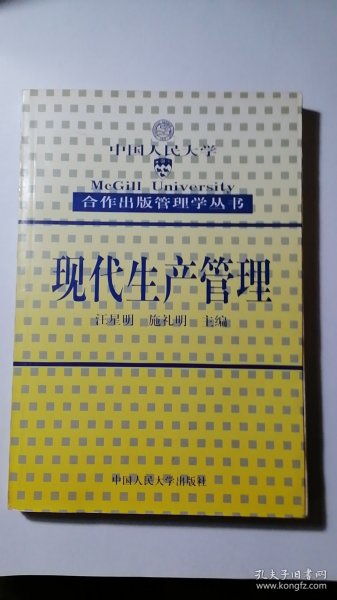 中国人民大学
McGill University
合作出版管理学丛书
现代生产管理
汪星明 施礼明 主编
中国人民大学出版社
孔夫子旧书网
www.kongfz.com